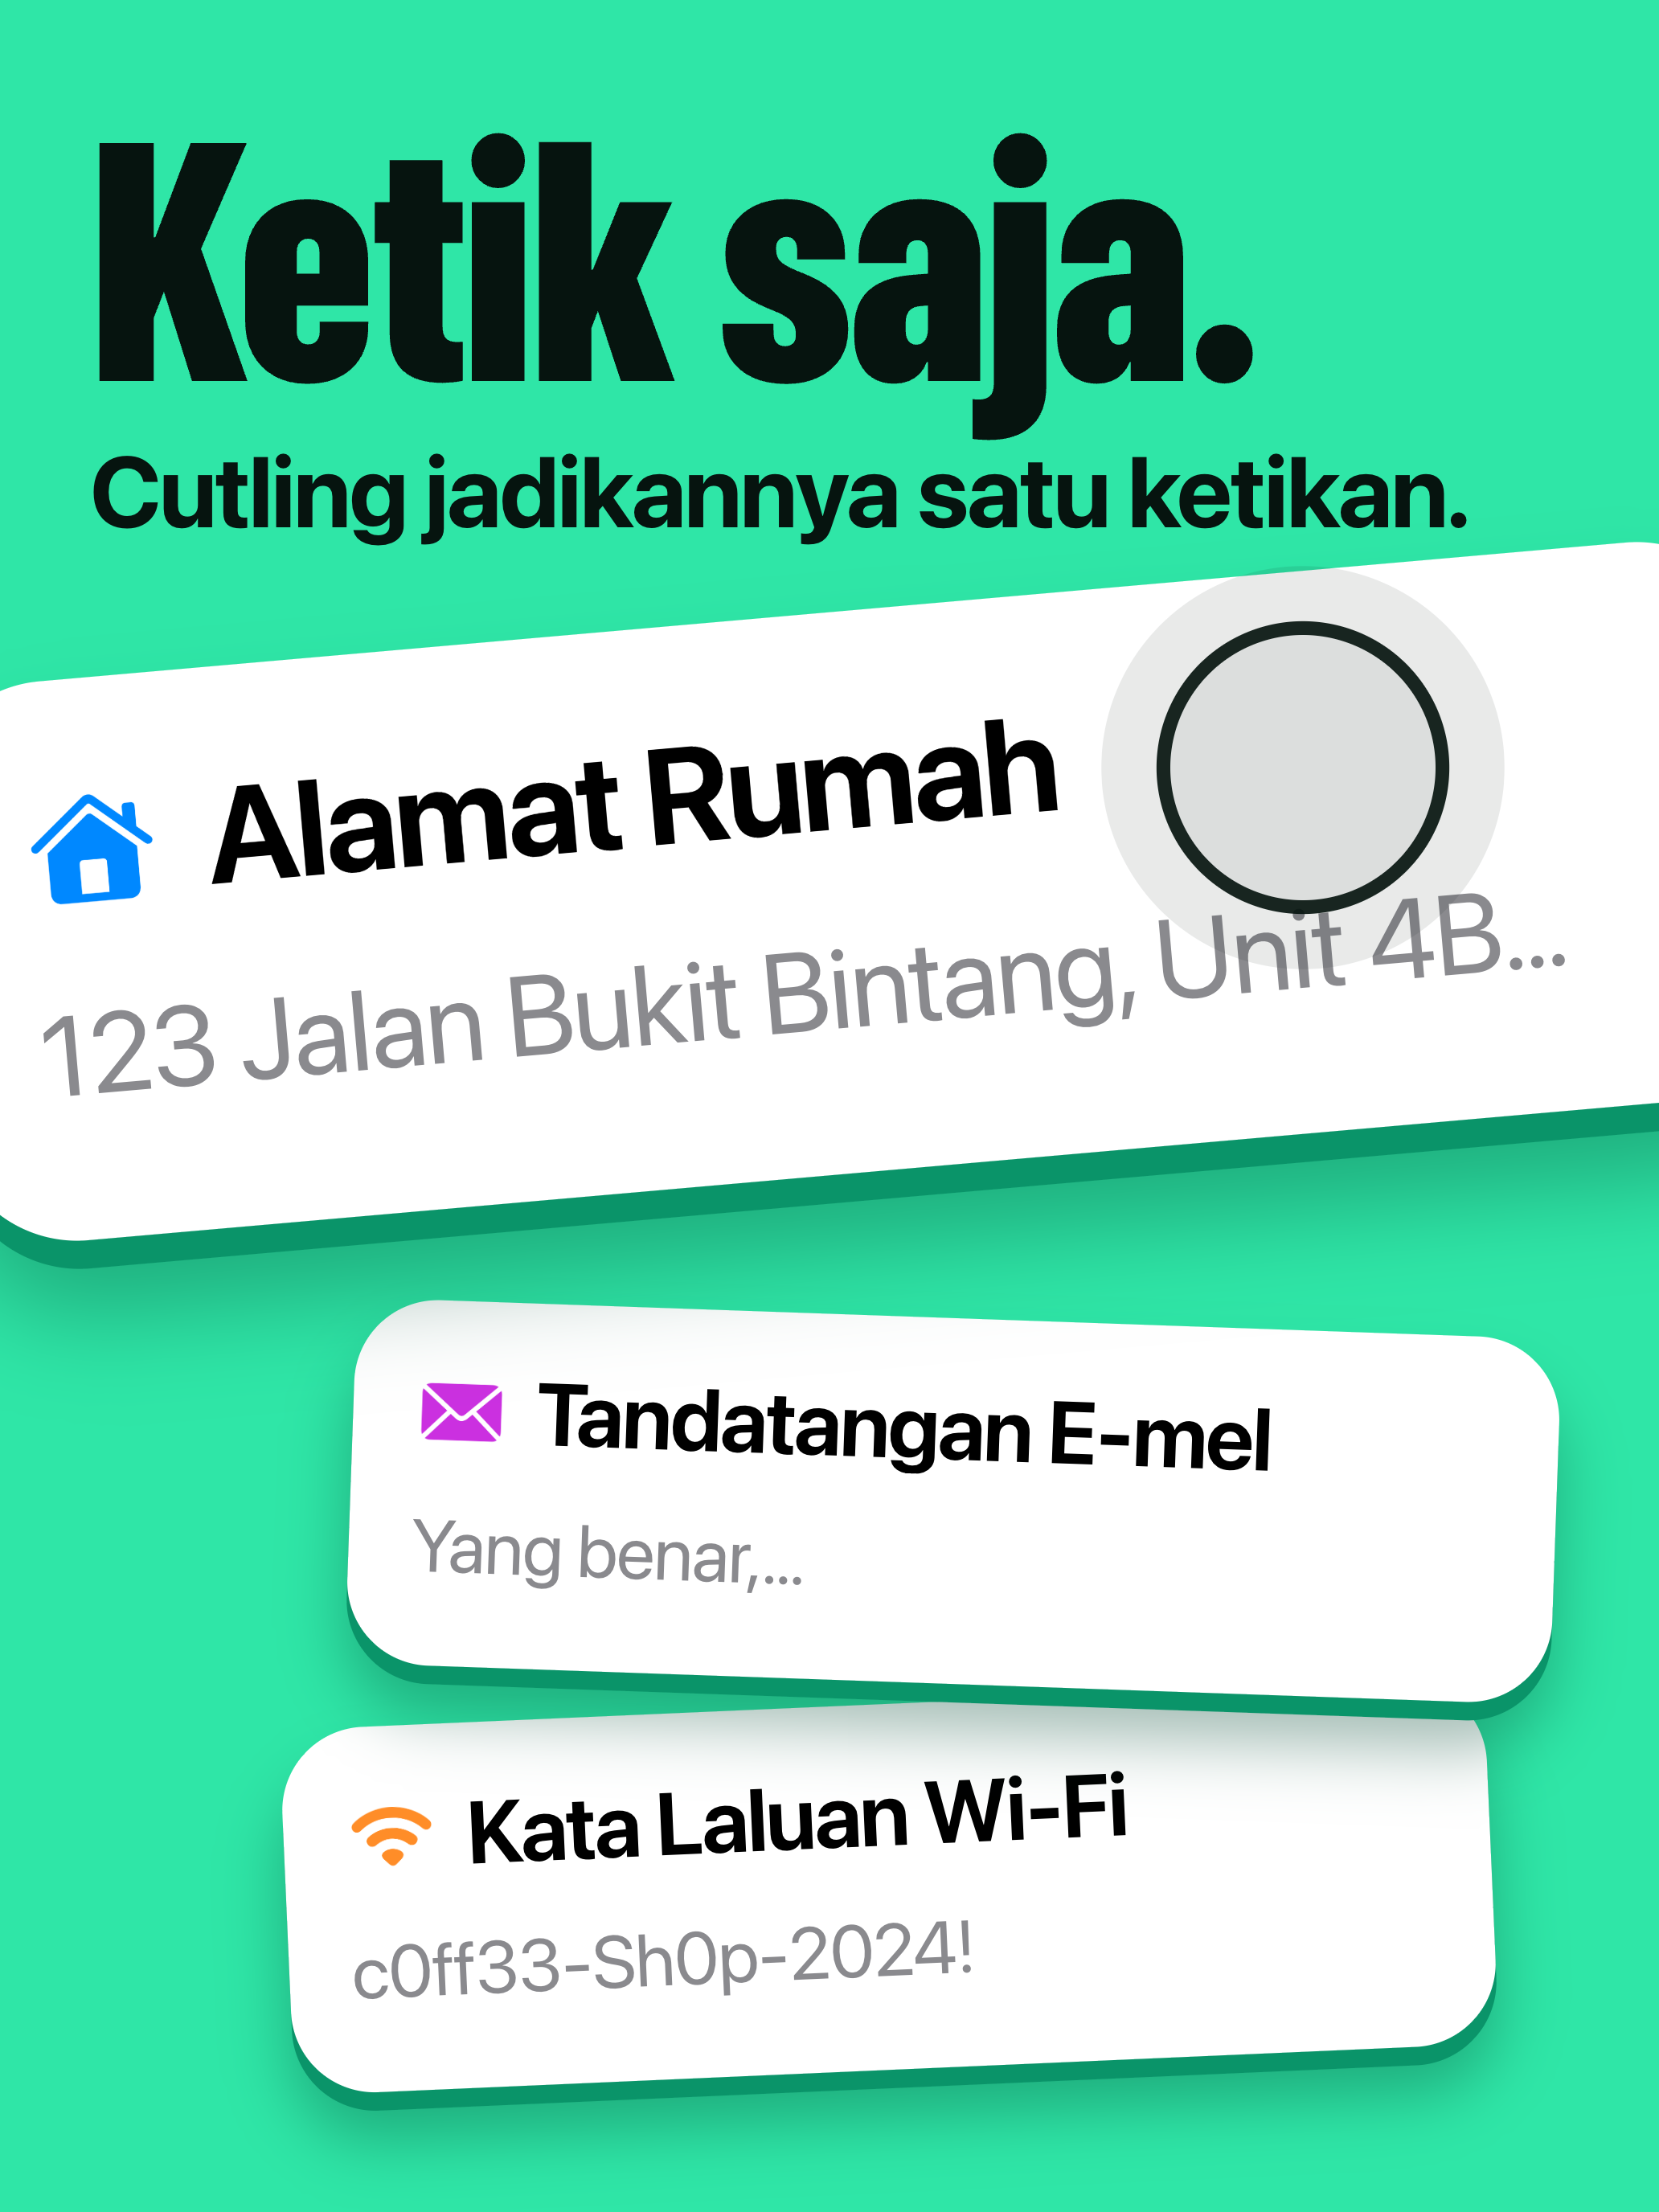 Ketik saja.
Cutling jadikannya satu ketikan.
Alamat Rumah
123 Jalan Bukit Bintang, Unit 4B...
Tandatangan E-mel
Yang benar,...
Kata Laluan Wi-Fi
c0ff33-Sh0p-2024!